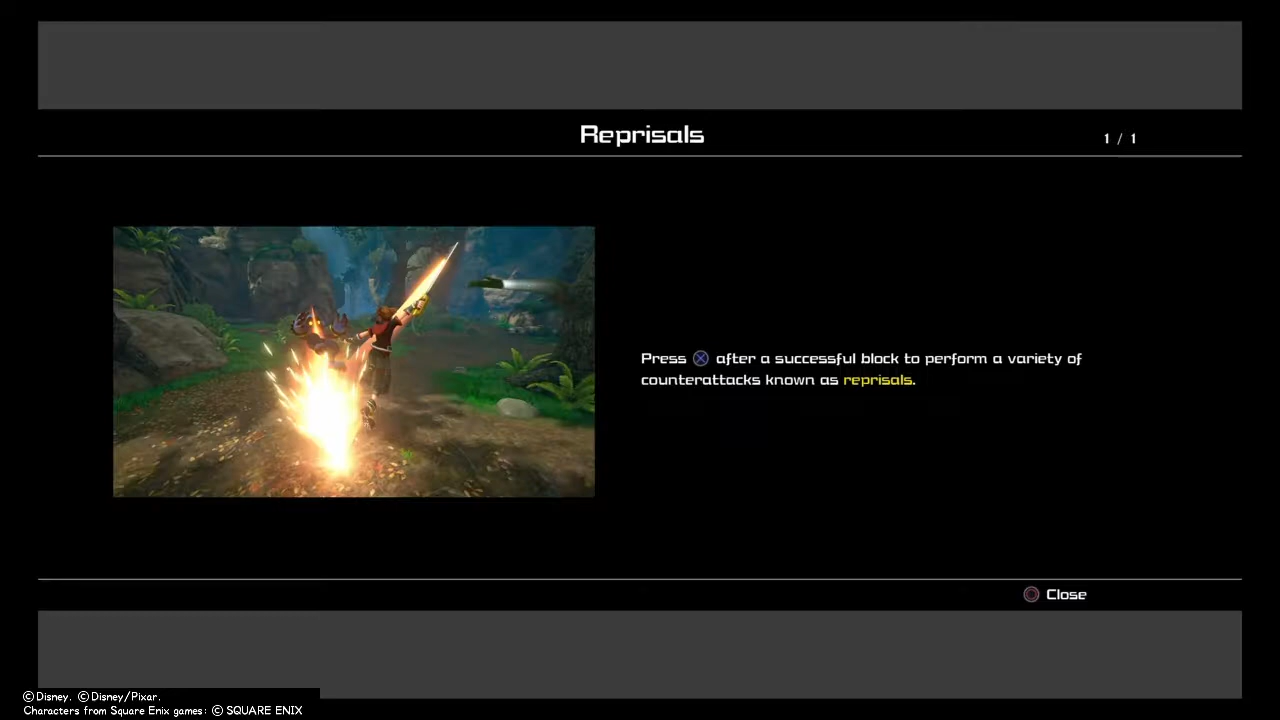 Reprisals
1 / 1
Press ⓧ after a successful block to perform a variety of
counterattacks known as reprisals.
Close
©Disney. ©Disney/Pixar.
Characters from Square Enix games: © SQUARE ENIX